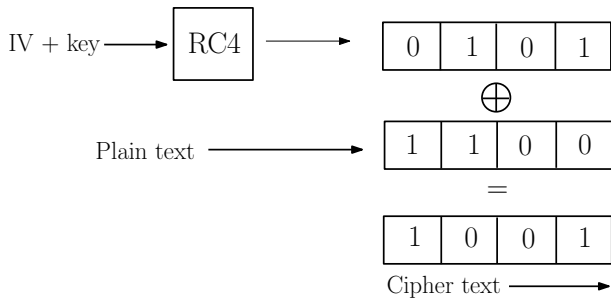 IV + key RC4 0 1 0 1
⊕
Plain text 1 1 0 0
=
1 0 0 1
Cipher text